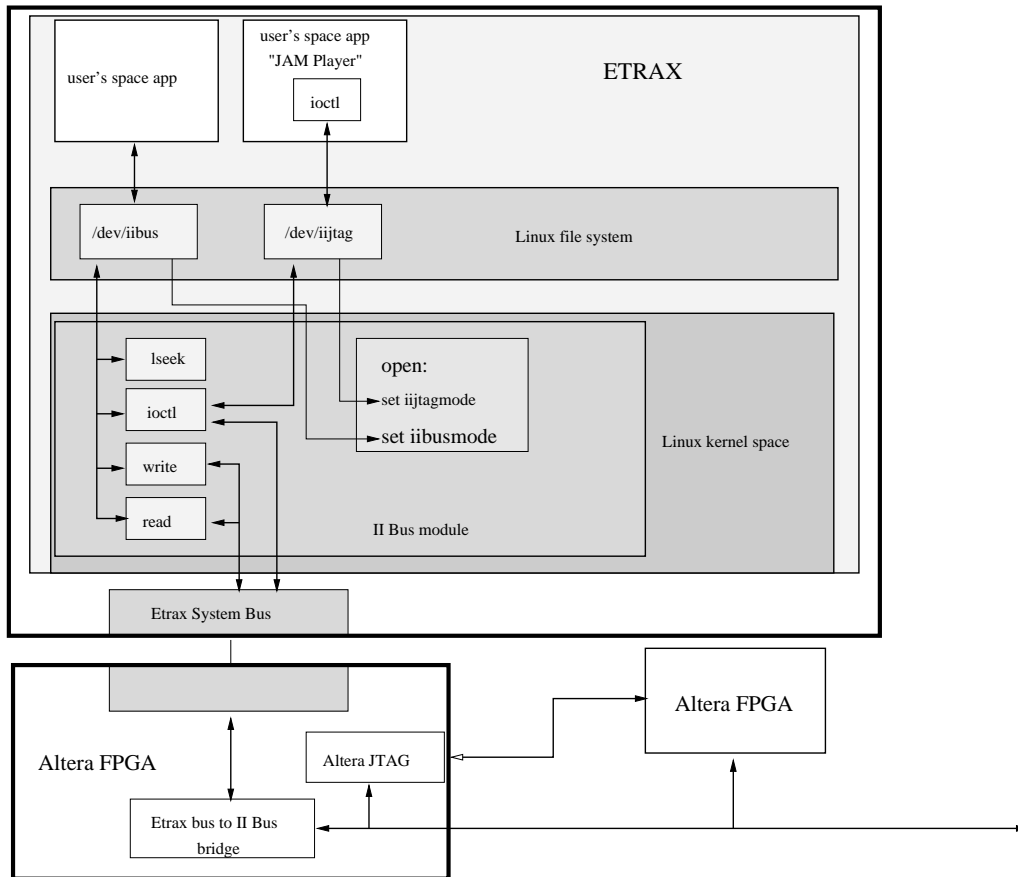 user's space app
user's space app
"JAM Player"
ioctl
ETRAX
/dev/iibus
/dev/iijtag
Linux file system
lseek
ioctl
write
read
open:
set iijtagmode
set iibusmode
Linux kernel space
II Bus module
Etrax System Bus
Altera FPGA
Altera JTAG
Altera FPGA
Etrax bus to II Bus
bridge